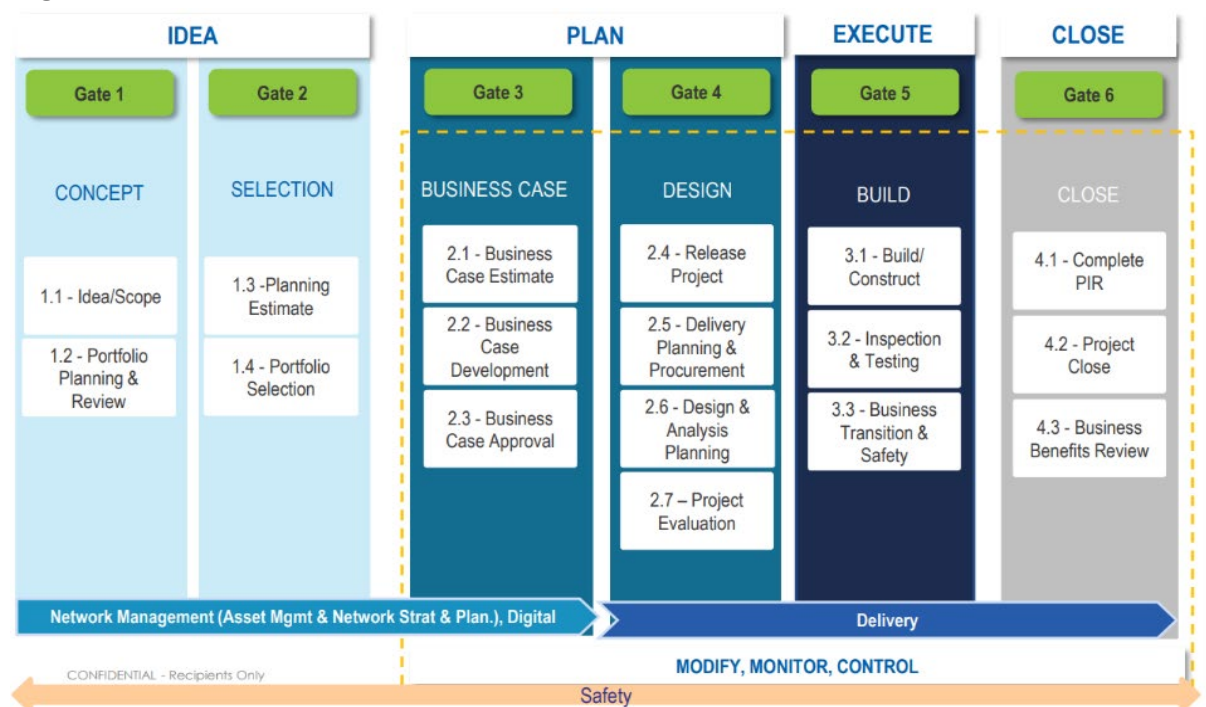 IDEA
PLAN
EXECUTE
CLOSE
Gate 1
Gate 2
Gate 3
Gate 4
Gate 5
Gate 6
CONCEPT
SELECTION
BUSINESS CASE
DESIGN
BUILD
CLOSE
1.1 - Idea/Scope
1.2 - Portfolio
Planning &
Review
1.3 -Planning
Estimate
1.4 - Portfolio
Selection
2.1 - Business
Case Estimate
2.2 - Business
Case
Development
2.3 - Business
Case Approval
2.4 - Release
Project
2.5 - Delivery
Planning &
Procurement
2.6 - Design &
Analysis
Planning
2.7 – Project
Evaluation
3.1 - Build/
Construct
3.2 - Inspection
& Testing
3.3 - Business
Transition &
Safety
4.1 - Complete
PIR
4.2 - Project
Close
4.3 - Business
Benefits Review
Network Management (Asset Mgmt & Network Strat & Plan.), Digital
Delivery
CONFIDENTIAL - Recipients Only
MODIFY, MONITOR, CONTROL
Safety